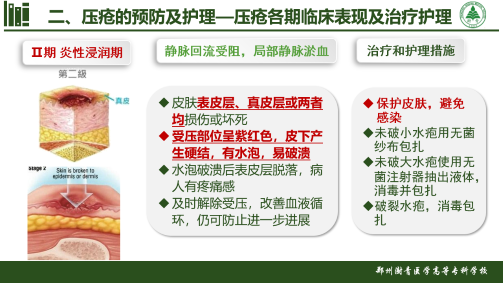 二、压疮的预防及护理—压疮各期临床表现及治疗护理
II期 炎性浸润期
静脉回流受阻，局部静脉淤血
治疗和护理措施
第二級
真皮
Stage 2
Skin is broken to
epidermis or dermis
◆皮肤表皮层、真皮层或两者
均损伤或坏死
◆受压部位呈紫红色，皮下产
生硬结，有水泡，易破溃
◆水泡破溃后表皮层脱落，病
人有疼痛感
◆及时解除受压，改善血液循
环，仍可防止进一步进展
◆保护皮肤，避免
感染
◆未破小水疱用无菌
纱布包扎
◆未破大水疱使用无
菌注射器抽出液体，
消毒并包扎
◆破裂水疱，消毒包
扎
郑州澍青医学高等专科学校